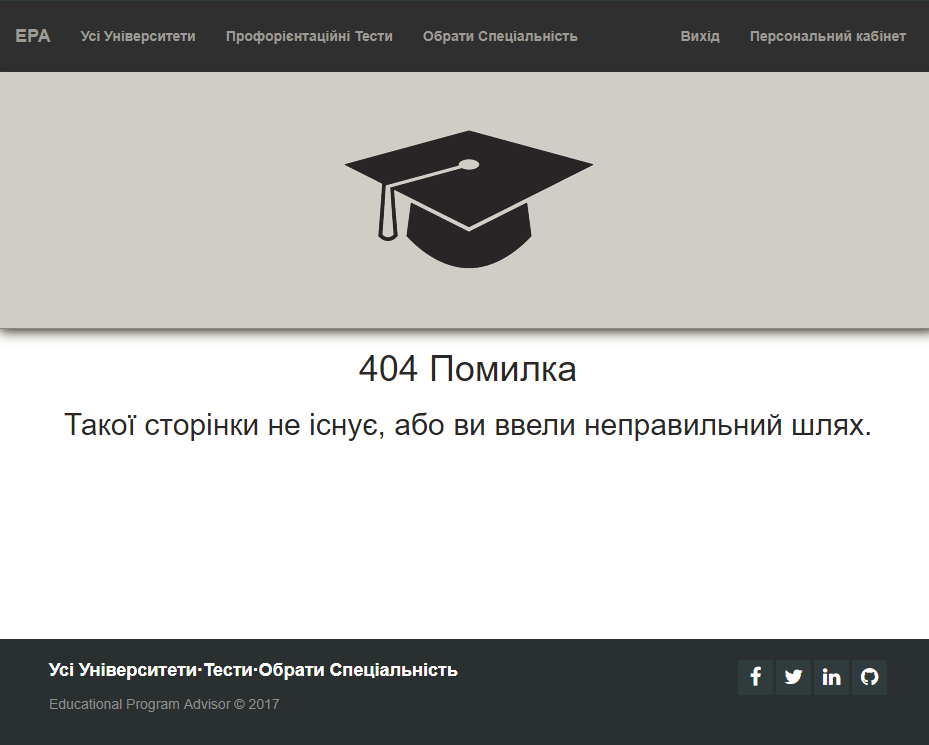 EPA Усі Університети Профорієнтаційні Тести Обрати Спеціальність Вихід Персональний кабінет
404 Помилка
Такої сторінки не існує, або ви ввели неправильний шлях.
Усі Університети·Тести·Обрати Спеціальність
Educational Program Advisor © 2017